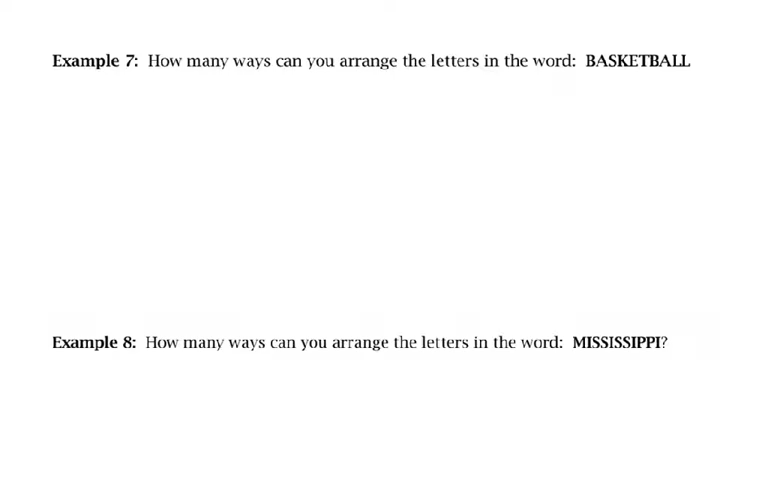 Example 7: How many ways can you arrange the letters in the word: BASKETBALL
Example 8: How many ways can you arrange the letters in the word: MISSISSIPPI?